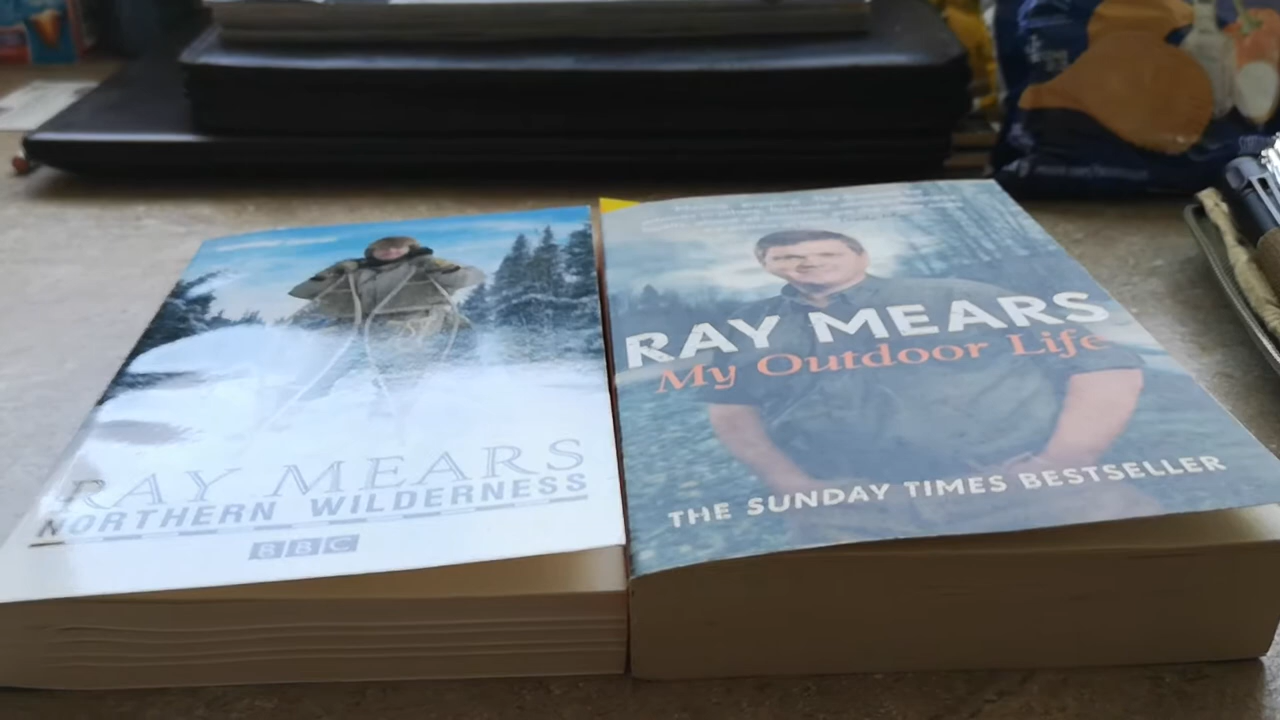 RAY MEARS
NORTHERN WILDERNESS
BBC
RAY MEARS
My Outdoor Life
THE SUNDAY TIMES BESTSELLER